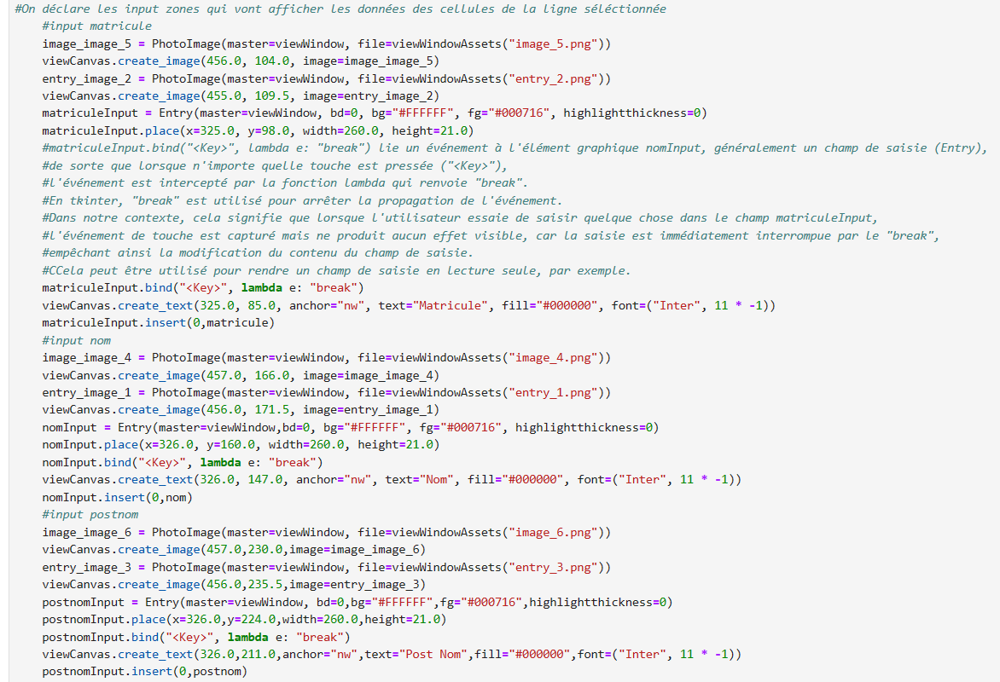 #On déclare les input zones qui vont afficher les données des cellules de la ligne séléctionnée
#input matricule
image_image_5 = PhotoImage(master=viewWindow, file=viewWindowAssets("image_5.png"))
viewCanvas.create_image(456.0, 104.0, image=image_image_5)
entry_image_2 = PhotoImage(master=viewWindow, file=viewWindowAssets("entry_2.png"))
viewCanvas.create_image(455.0, 109.5, image=entry_image_2)
matriculeInput = Entry(master=viewWindow, bd=0, bg="#FFFFFF", fg="#000716", highlightthickness=0)
matriculeInput.place(x=325.0, y=98.0, width=260.0, height=21.0)
#matriculeInput.bind("<Key>", lambda e: "break") lie un événement à l'élément graphique nomInput, généralement un champ de saisie (Entry),
#de sorte que lorsque n'importe quelle touche est pressée ("<Key>"),
#l'événement est intercepté par la fonction lambda qui renvoie "break".
#En tkinter, "break" est utilisé pour arrêter la propagation de l'événement.
#Dans notre contexte, cela signifie que lorsque l'utilisateur essaie de saisir quelque chose dans le champ matriculeInput,
#l'événement de touche est capturé mais ne produit aucun effet visible, car la saisie est immédiatement interrompue par le "break",
#empêchant ainsi la modification du contenu du champ de saisie.
#CCela peut être utilisé pour rendre un champ de saisie en lecture seule, par exemple.
matriculeInput.bind("<Key>", lambda e: "break")
viewCanvas.create_text(325.0, 85.0, anchor="nw", text="Matricule", fill="#000000", font=("Inter", 11 * -1))
matriculeInput.insert(0,matricule)
#input nom
image_image_4 = PhotoImage(master=viewWindow, file=viewWindowAssets("image_4.png"))
viewCanvas.create_image(457.0, 166.0, image=image_image_4)
entry_image_1 = PhotoImage(master=viewWindow, file=viewWindowAssets("entry_1.png"))
viewCanvas.create_image(456.0, 171.5, image=entry_image_1)
nomInput = Entry(master=viewWindow,bd=0, bg="#FFFFFF", fg="#000716", highlightthickness=0)
nomInput.place(x=326.0, y=160.0, width=260.0, height=21.0)
nomInput.bind("<Key>", lambda e: "break")
viewCanvas.create_text(326.0, 147.0, anchor="nw", text="Nom", fill="#000000", font=("Inter", 11 * -1))
nomInput.insert(0,nom)
#input postnom
image_image_6 = PhotoImage(master=viewWindow, file=viewWindowAssets("image_6.png"))
viewCanvas.create_image(457.0,230.0,image=image_image_6)
entry_image_3 = PhotoImage(master=viewWindow, file=viewWindowAssets("entry_3.png"))
viewCanvas.create_image(456.0,235.5,image=entry_image_3)
postnomInput = Entry(master=viewWindow, bd=0,bg="#FFFFFF",fg="#000716",highlightthickness=0)
postnomInput.place(x=326.0,y=224.0,width=260.0,height=21.0)
postnomInput.bind("<Key>", lambda e: "break")
viewCanvas.create_text(326.0,211.0,anchor="nw",text="Post Nom",fill="#000000",font=("Inter", 11 * -1))
postnomInput.insert(0,postnom)